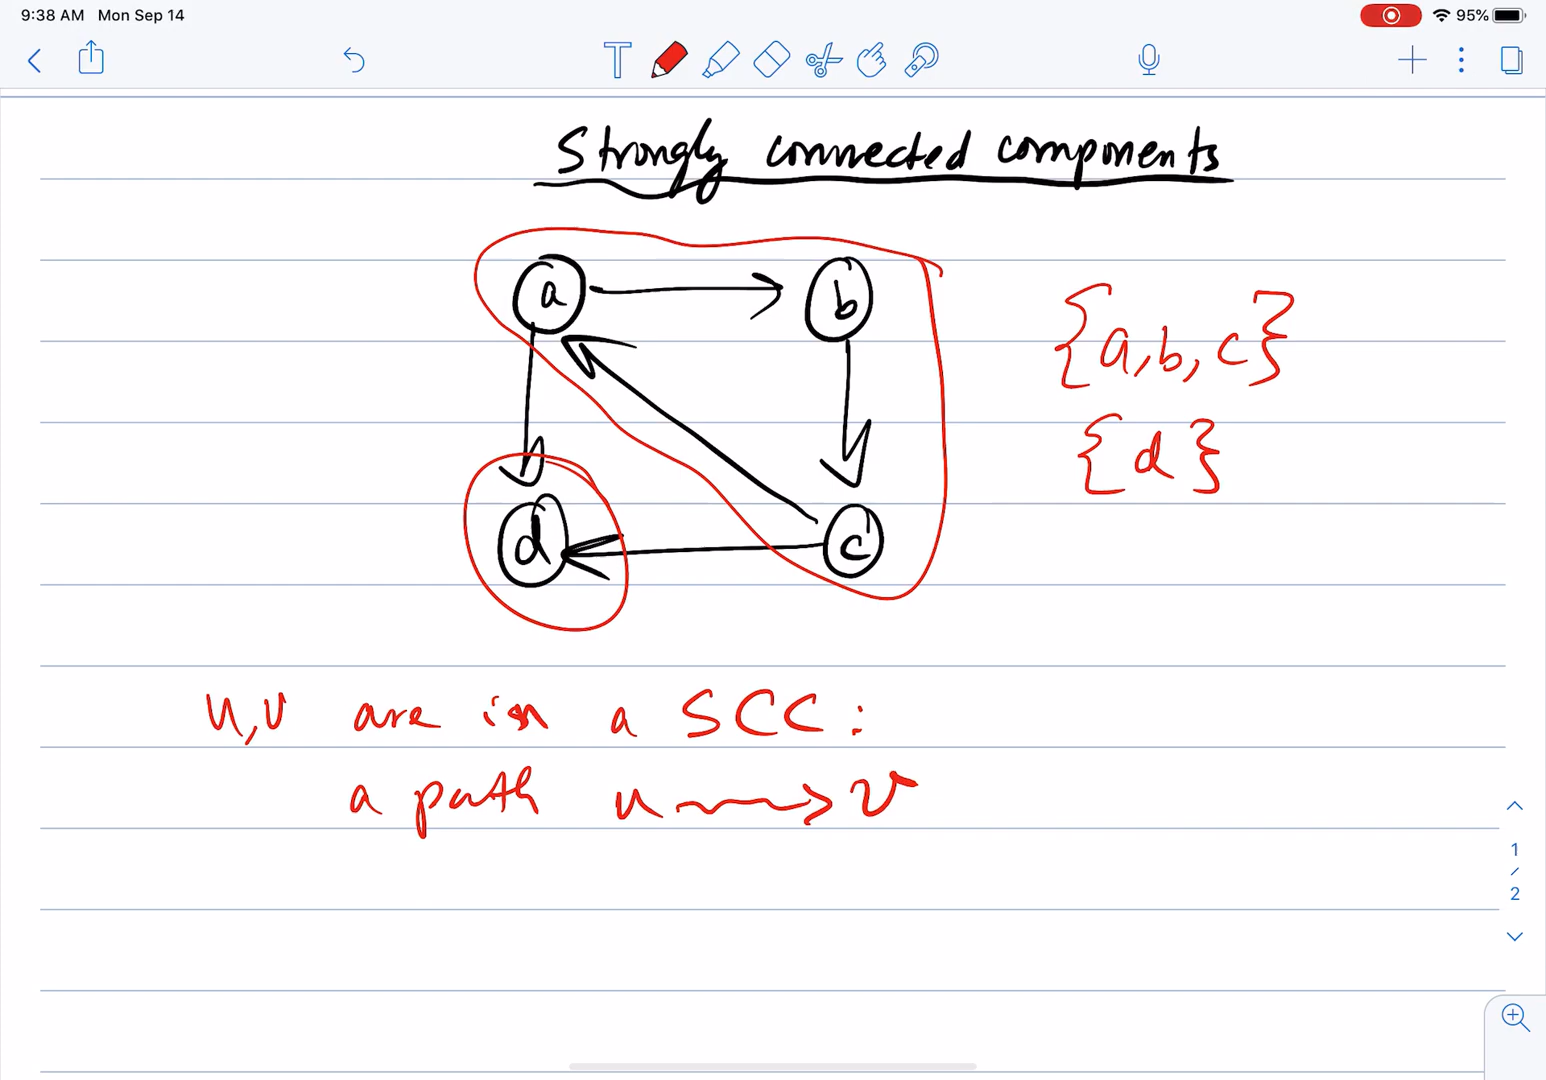 9:38 AM Mon Sep 14
95%
T
Strongly connected components
a
b
{a,b,c}
{d}
d
c
u,v are in a SCC:
a path u ⇝ v
1
/
2